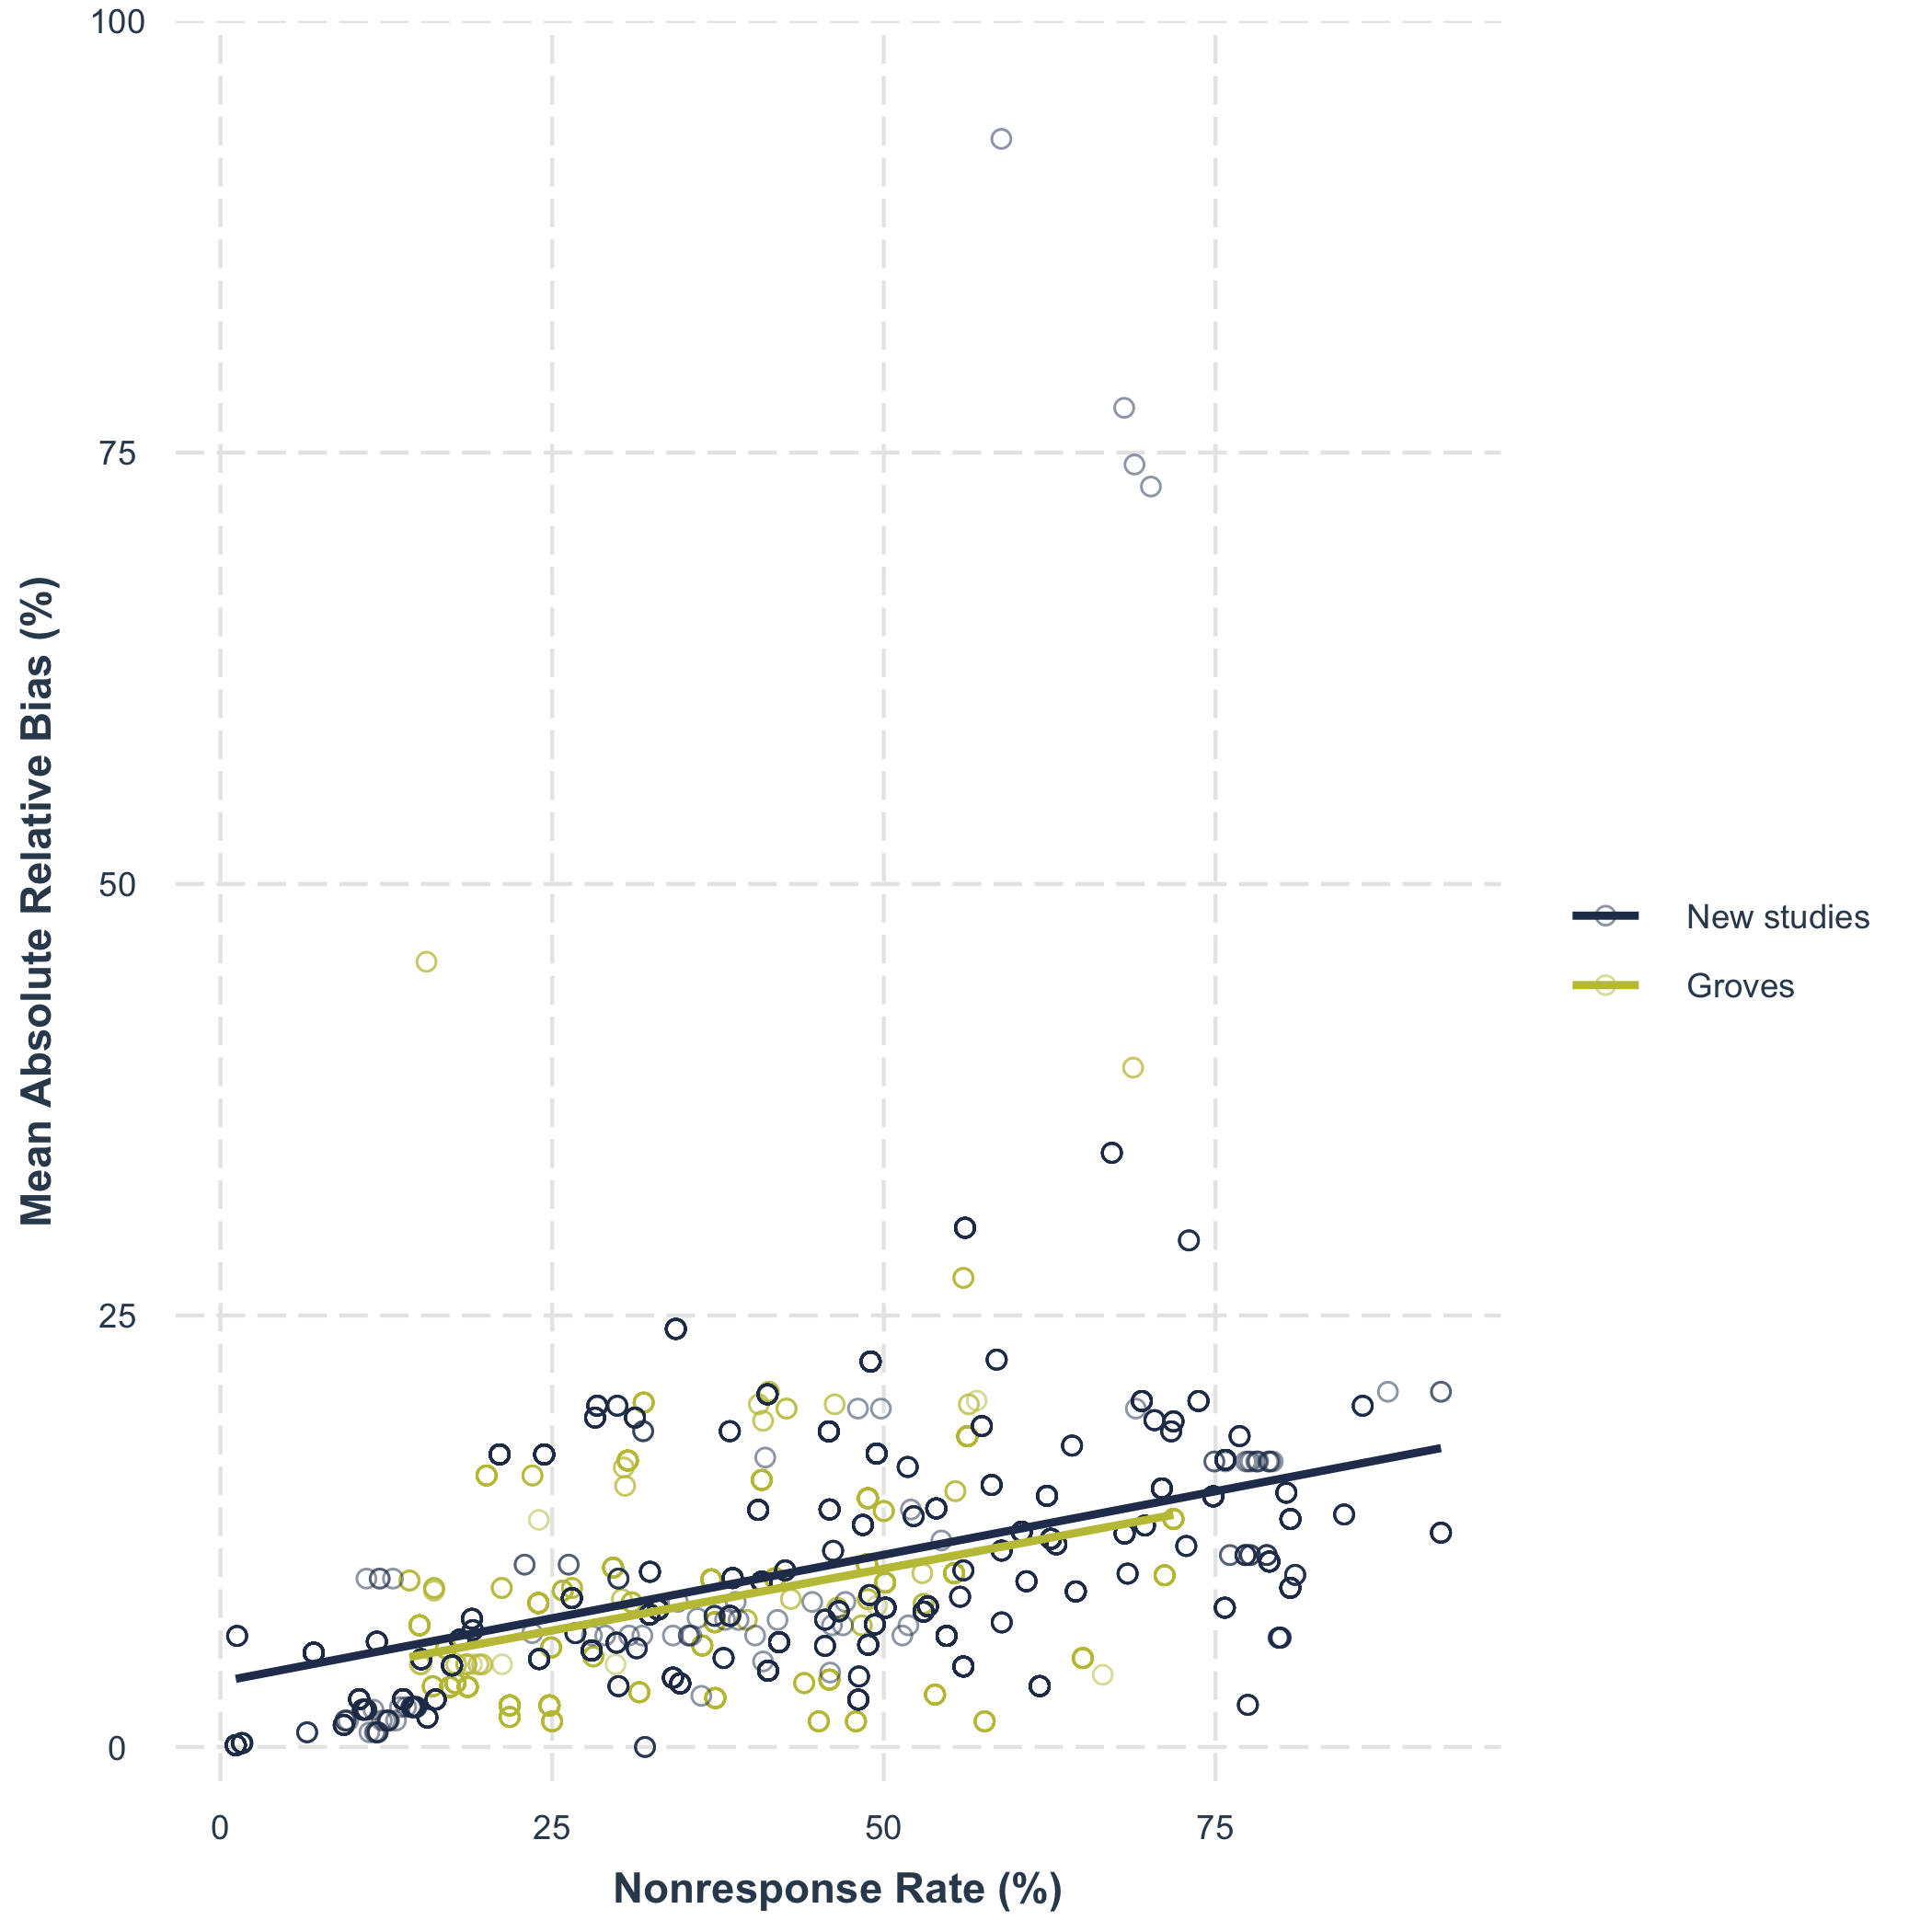 100
75
50
25
0
Mean Absolute Relative Bias (%)
New studies
Groves
0 25 50 75
Nonresponse Rate (%)